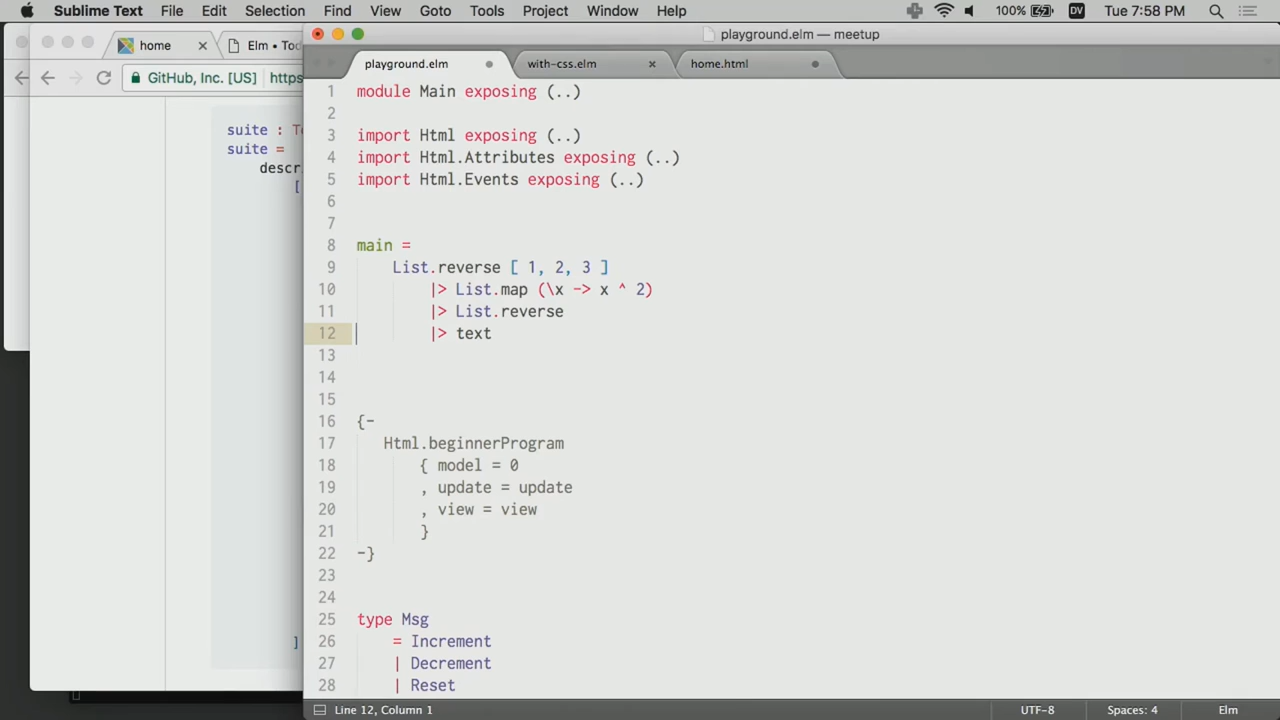 Sublime Text File Edit Selection Find View Goto Tools Project Window Help 100% DV Tue 7:58 PM
home Elm • Too
GitHub, Inc. [US] https
suite : T
suite =
descr
[
]
playground.elm — meetup
playground.elm with-css.elm home.html
1 module Main exposing (..)
2
3 import Html exposing (..)
4 import Html.Attributes exposing (..)
5 import Html.Events exposing (..)
6
7
8 main =
9 List.reverse [ 1, 2, 3 ]
10 |> List.map (\x -> x ^ 2)
11 |> List.reverse
12 |> text
13
14
15
16 {-
17 Html.beginnerProgram
18 { model = 0
19 , update = update
20 , view = view
21 }
22 -}
23
24
25 type Msg
26 = Increment
27 | Decrement
28 | Reset
Line 12, Column 1 UTF-8 Spaces: 4 Elm